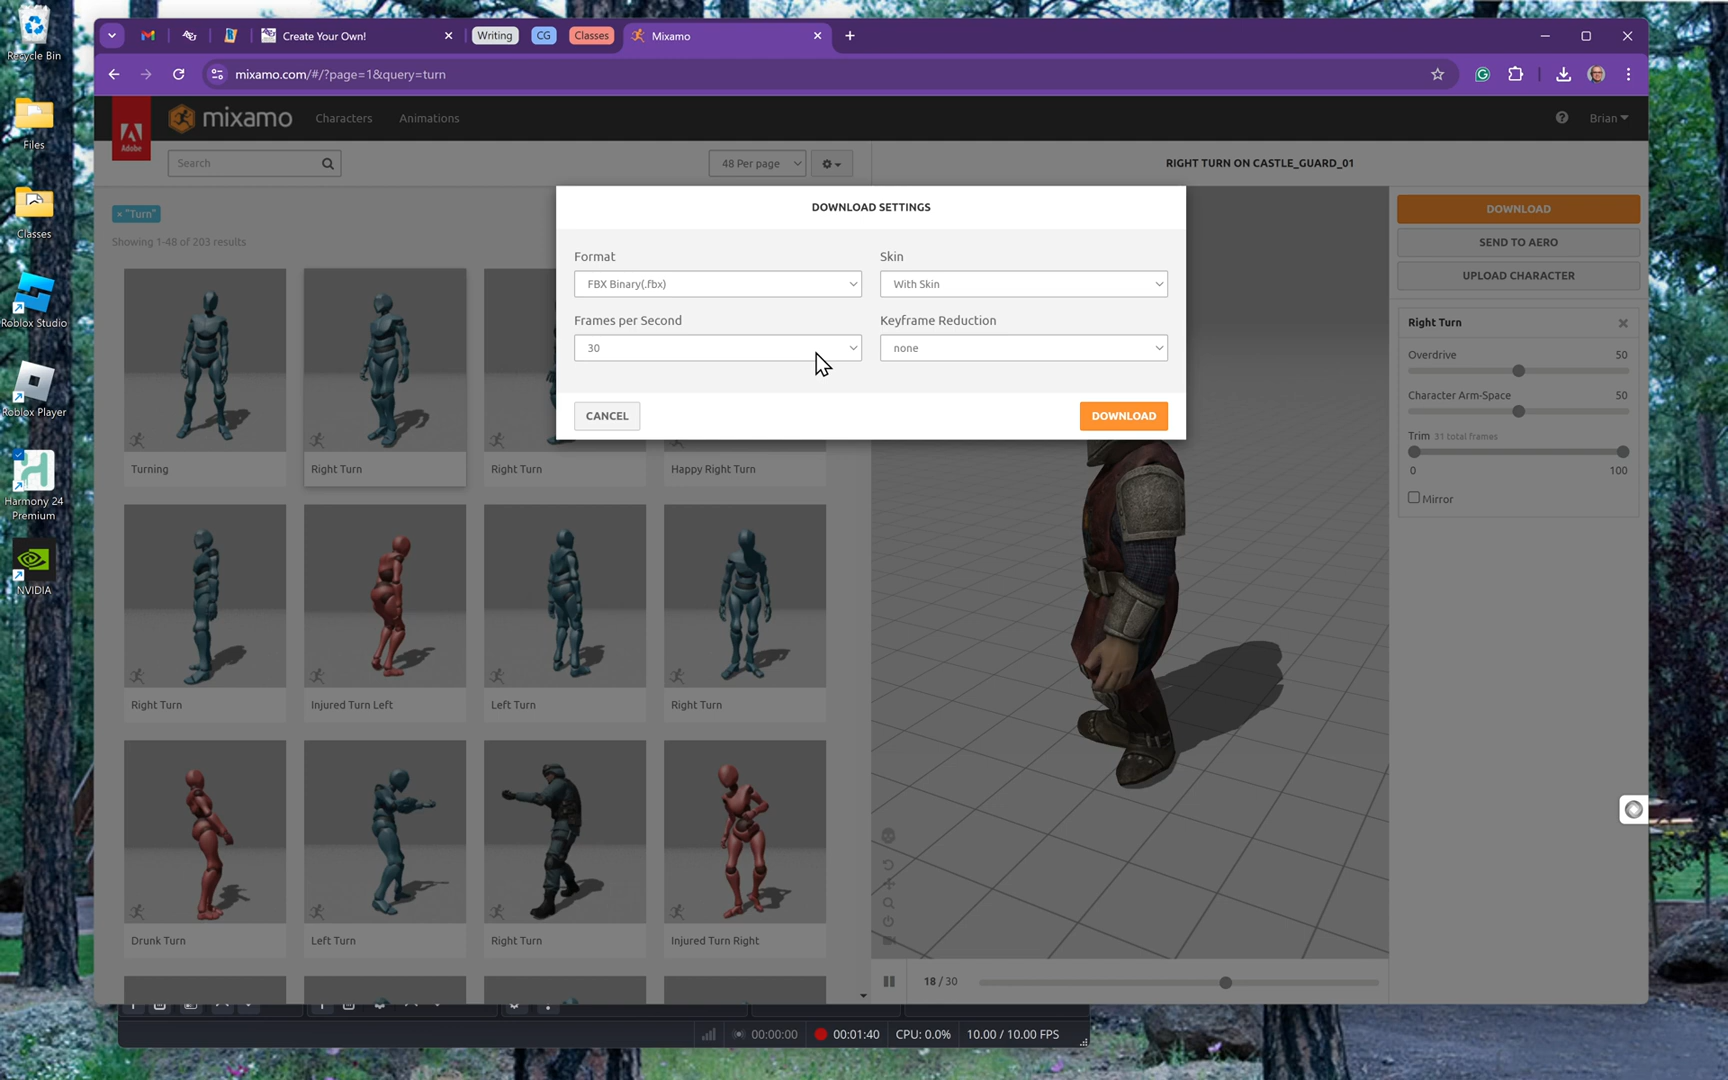 Recycle Bin
Files
Classes
Roblox Studio
Roblox Player
Harmony 24
Premium
NVIDIA
Create Your Own!
Writing
CG
Classes
Mixamo
mixamo.com/#/?page=1&query=turn
Adobe
mixamo
Characters
Animations
Brian
Search
48 Per page
RIGHT TURN ON CASTLE_GUARD_01
× "Turn"
Showing 1-48 of 203 results
DOWNLOAD SETTINGS
Format
Skin
FBX Binary(.fbx)
With Skin
Frames per Second
Keyframe Reduction
30
none
CANCEL
DOWNLOAD
DOWNLOAD
SEND TO AERO
UPLOAD CHARACTER
Right Turn
Overdrive
50
Character Arm-Space
50
Trim 31 total frames
0
100
Mirror
Turning
Right Turn
Right Turn
Happy Right Turn
Right Turn
Injured Turn Left
Left Turn
Right Turn
Drunk Turn
Left Turn
Right Turn
Injured Turn Right
18 / 30
00:00:00
00:01:40
CPU: 0.0%
10.00 / 10.00 FPS